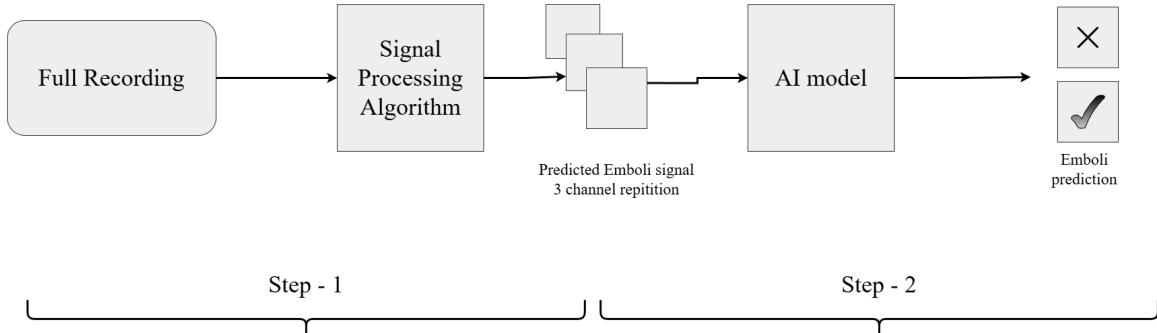 Full Recording
Signal
Processing
Algorithm
Predicted Emboli signal
3 channel repitition
AI model
Emboli
prediction
Step - 1
Step - 2